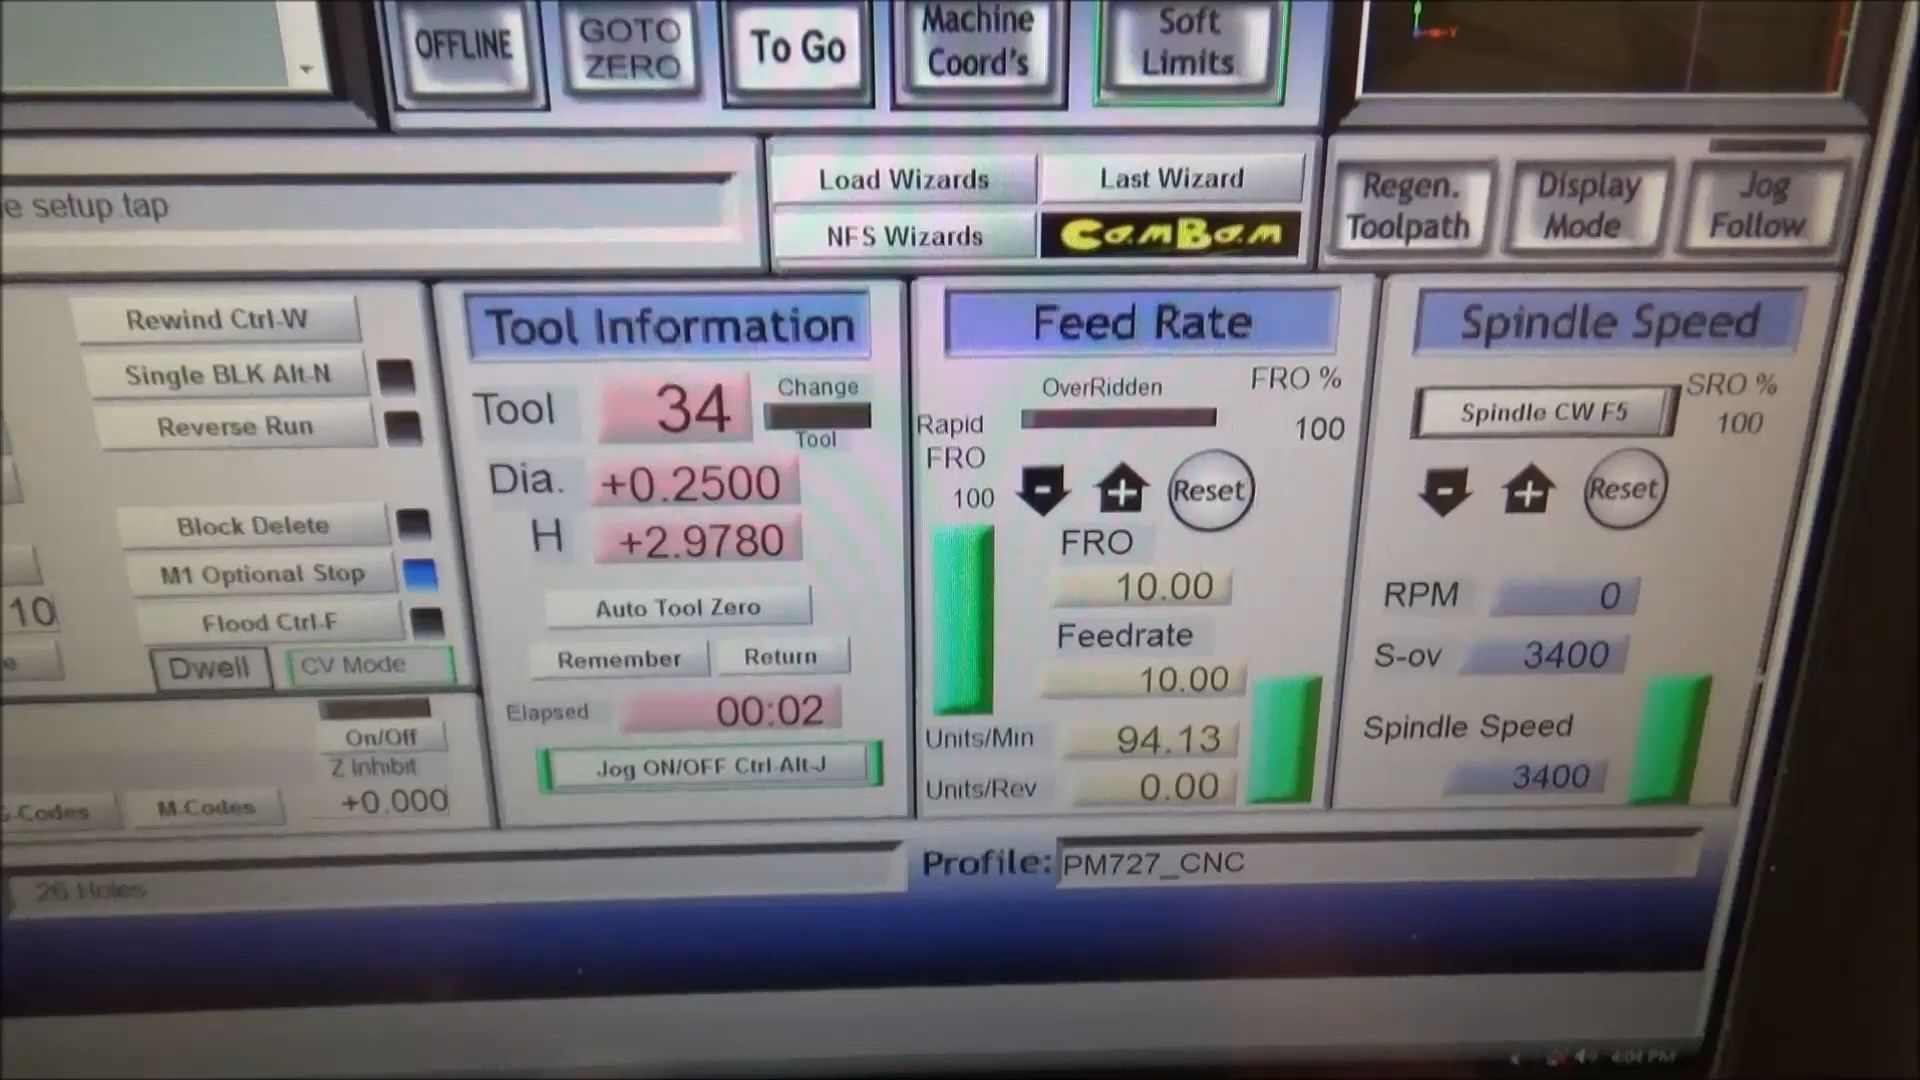 OFFLINE
GOTO
ZERO
To Go
Machine
Coord's
Soft
Limits
e setup.tap
Load Wizards
Last Wizard
NFS Wizards
CamBam
Regen.
Toolpath
Display
Mode
Jog
Follow
Rewind Ctrl-W
Single BLK Alt-N
Reverse Run
Block Delete
M1 Optional Stop
Flood Ctrl-F
10
e
Dwell
CV Mode
On/Off
Z Inhibit
+0.000
G-Codes
M-Codes
Tool Information
Tool
34
Change
Tool
Dia.
+0.2500
H
+2.9780
Auto Tool Zero
Remember
Return
Elapsed
00:02
Jog ON/OFF Ctrl-Alt-J
Feed Rate
OverRidden
FRO %
100
Rapid
FRO
100
-
+
Reset
FRO
10.00
Feedrate
10.00
Units/Min
94.13
Units/Rev
0.00
Spindle Speed
Spindle CW F5
SRO %
100
-
+
Reset
RPM
0
S-ov
3400
Spindle Speed
3400
26 Holes
Profile:
PM727_CNC
4:04 PM